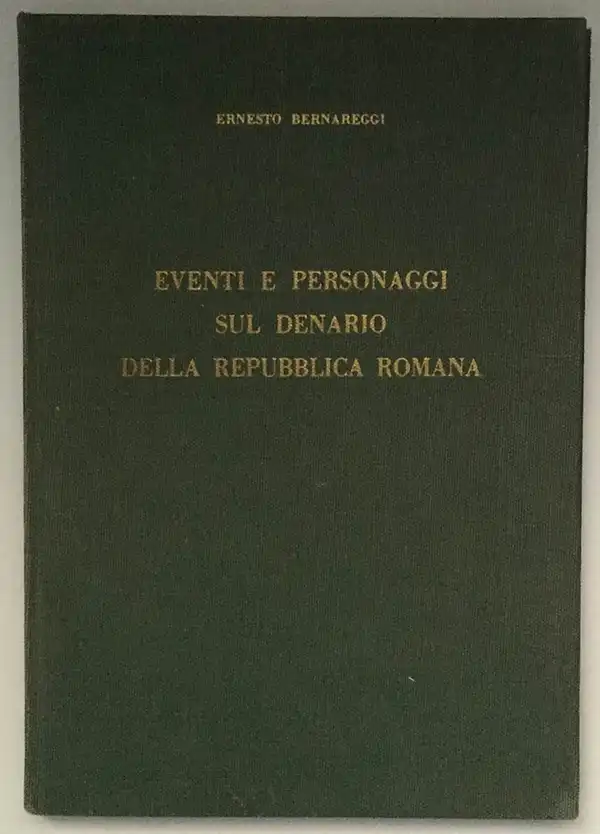 ERNESTO BERNAREGGI
EVENTI E PERSONAGGI
SUL DENARIO
DELLA REPUBBLICA ROMANA